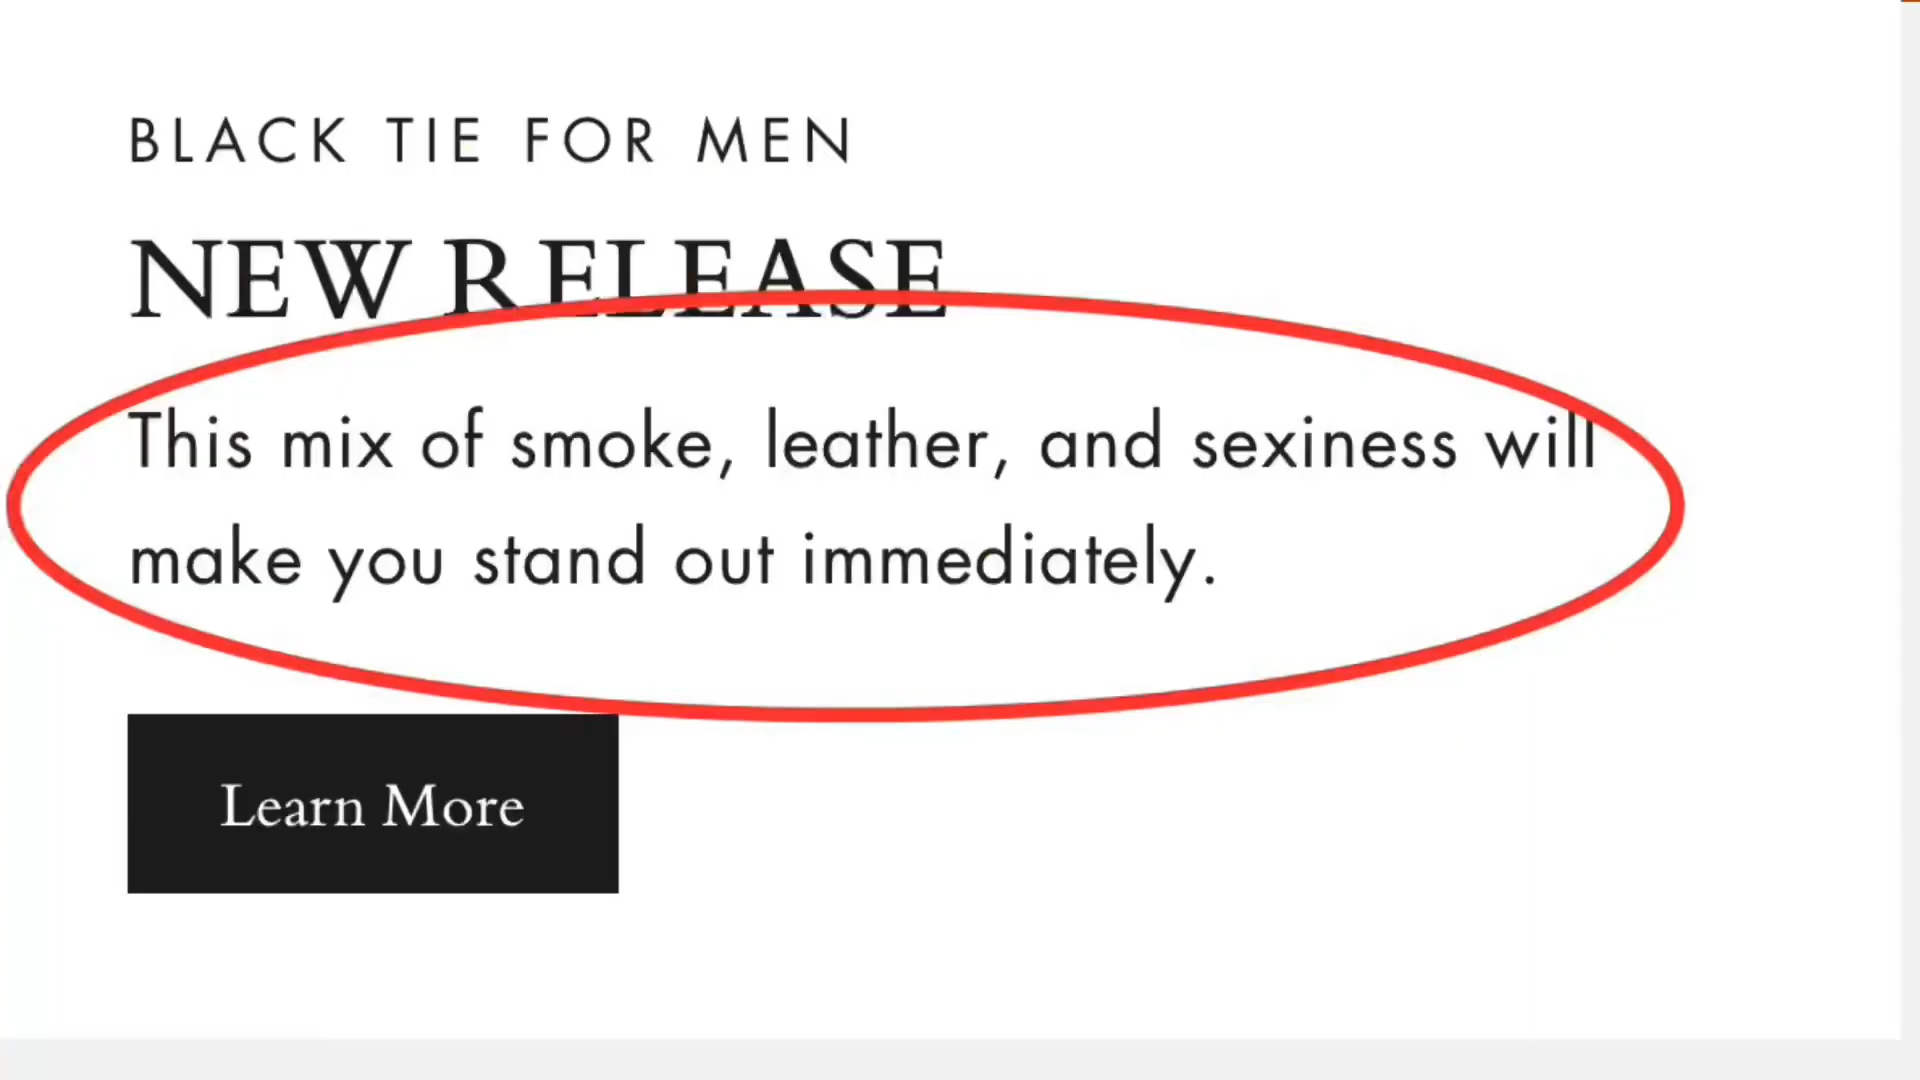 BLACK TIE FOR MEN
NEW RELEASE
This mix of smoke, leather, and sexiness will
make you stand out immediately.
Learn More